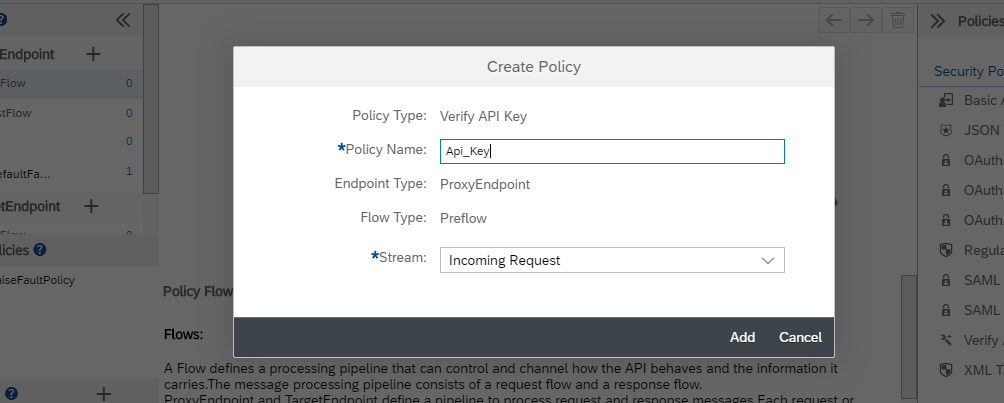 Create Policy
Policy Type: Verify API Key
*Policy Name: Api_Key
Endpoint Type: ProxyEndpoint
Flow Type: Preflow
*Stream: Incoming Request
Add Cancel
?
Endpoint +
Flow 0
stFlow 0
0
efaultFa... 1
etEndpoint +
licies ?
iseFaultPolicy
? +
Policy Flow
Flows:
A Flow defines a processing pipeline that can control and channel how the API behaves and the information it
carries.The message processing pipeline consists of a request flow and a response flow.
ProxyEndpoint and TargetEndpoint define a pipeline to process request and response messages.Each request or
Policies
Security Po
Basic A
JSON
OAuth
OAuth
OAuth
Regula
SAML
SAML
Verify A
XML T